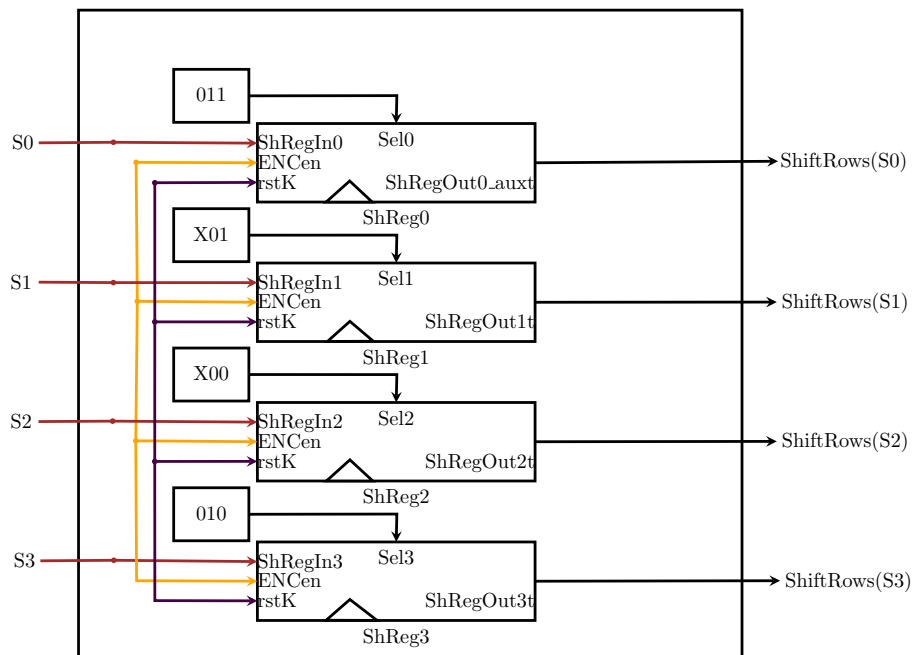 011
Sel0
S0
ShRegIn0
ENCen
rstK
ShRegOut0_auxt
ShReg0
ShiftRows(S0)
X01
Sel1
S1
ShRegIn1
ENCen
rstK
ShRegOut1t
ShReg1
ShiftRows(S1)
X00
Sel2
S2
ShRegIn2
ENCen
rstK
ShRegOut2t
ShReg2
ShiftRows(S2)
010
Sel3
S3
ShRegIn3
ENCen
rstK
ShRegOut3t
ShReg3
ShiftRows(S3)